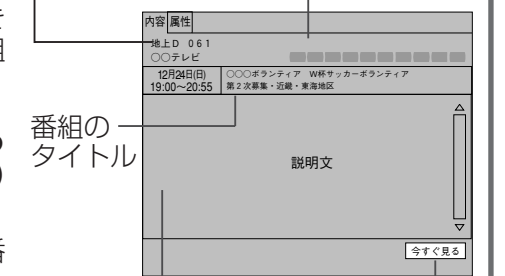 を
組
番
内容 属性
地上D 061
○○テレビ
12月24日(日)
19:00～20:55
○○○ボランティア W杯サッカーボランティア
第2次募集・近畿・東海地区
番組の
タイトル
説明文
今すぐ見る